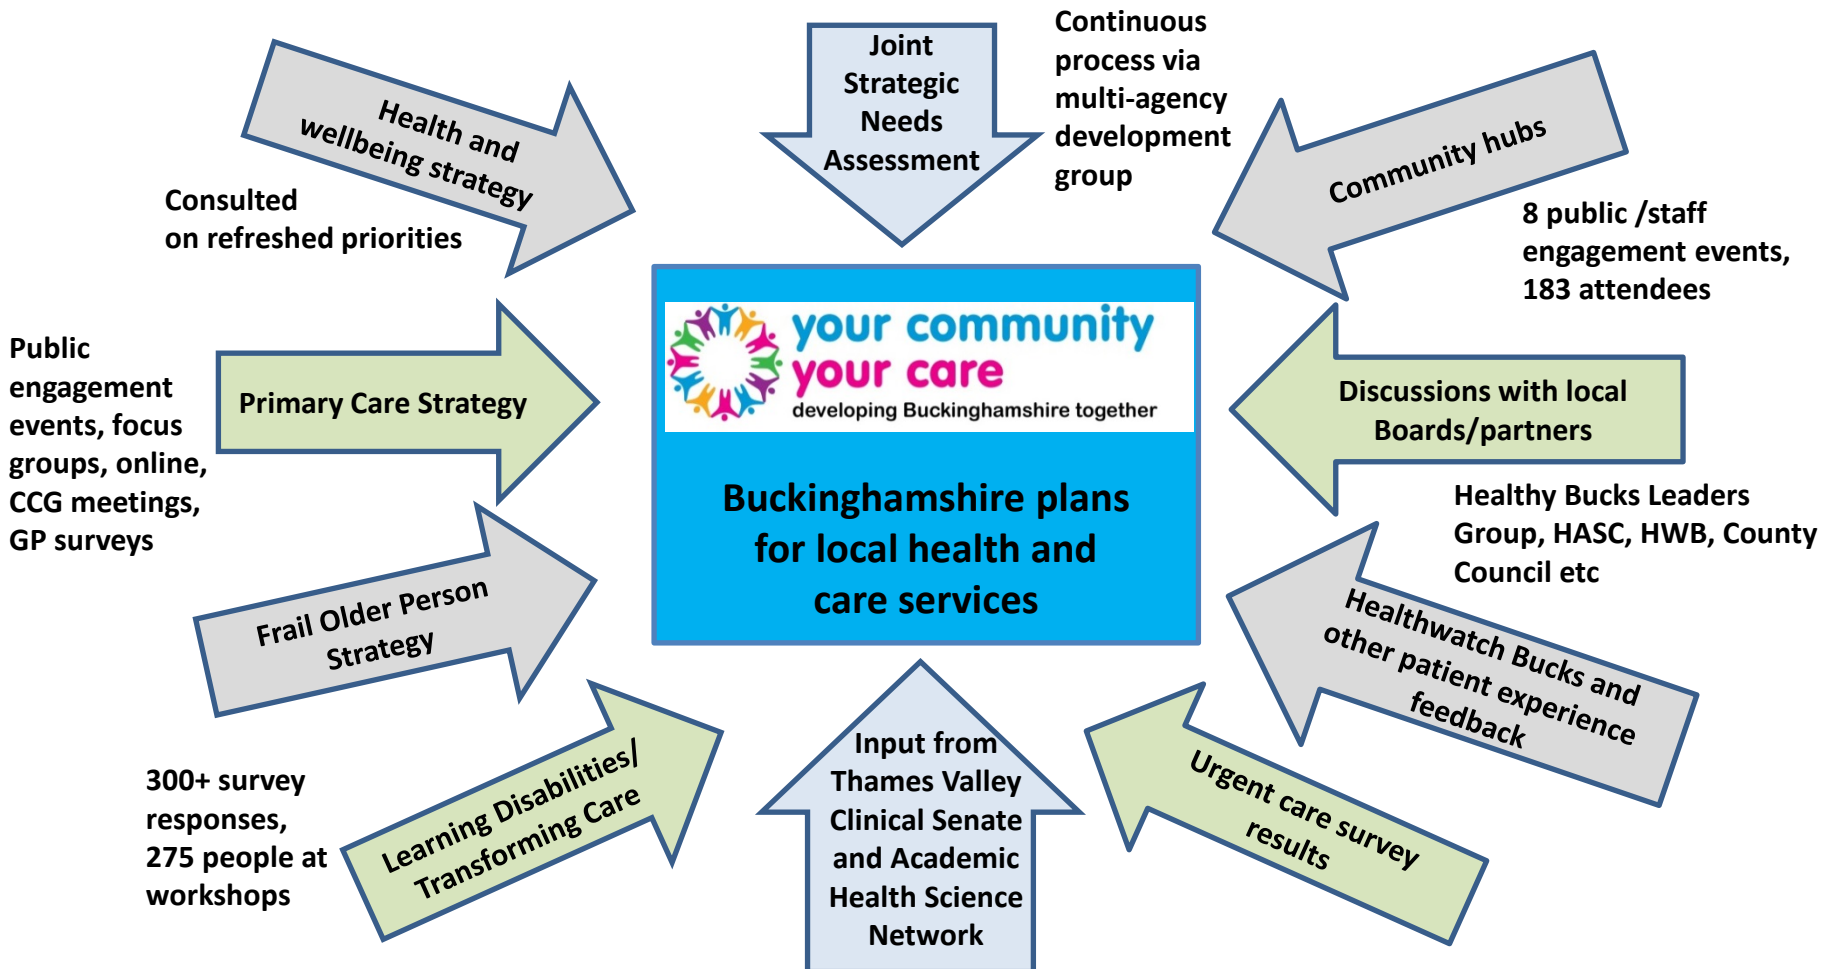 Joint
Strategic
Needs
Assessment
Continuous
process via
multi-agency
development
group
Health and
wellbeing strategy
Consulted
on refreshed priorities
Community hubs
8 public /staff
engagement events,
183 attendees
Public
engagement
events, focus
groups, online,
CCG meetings,
GP surveys
Primary Care Strategy
your community
your care
developing Buckinghamshire together
Buckinghamshire plans
for local health and
care services
Discussions with local
Boards/partners
Healthy Bucks Leaders
Group, HASC, HWB, County
Council etc
Frail Older Person
Strategy
Healthwatch Bucks and
other patient experience
feedback
300+ survey
responses,
275 people at
workshops
Learning Disabilities/
Transforming Care
Input from
Thames Valley
Clinical Senate
and Academic
Health Science
Network
Urgent care survey
results